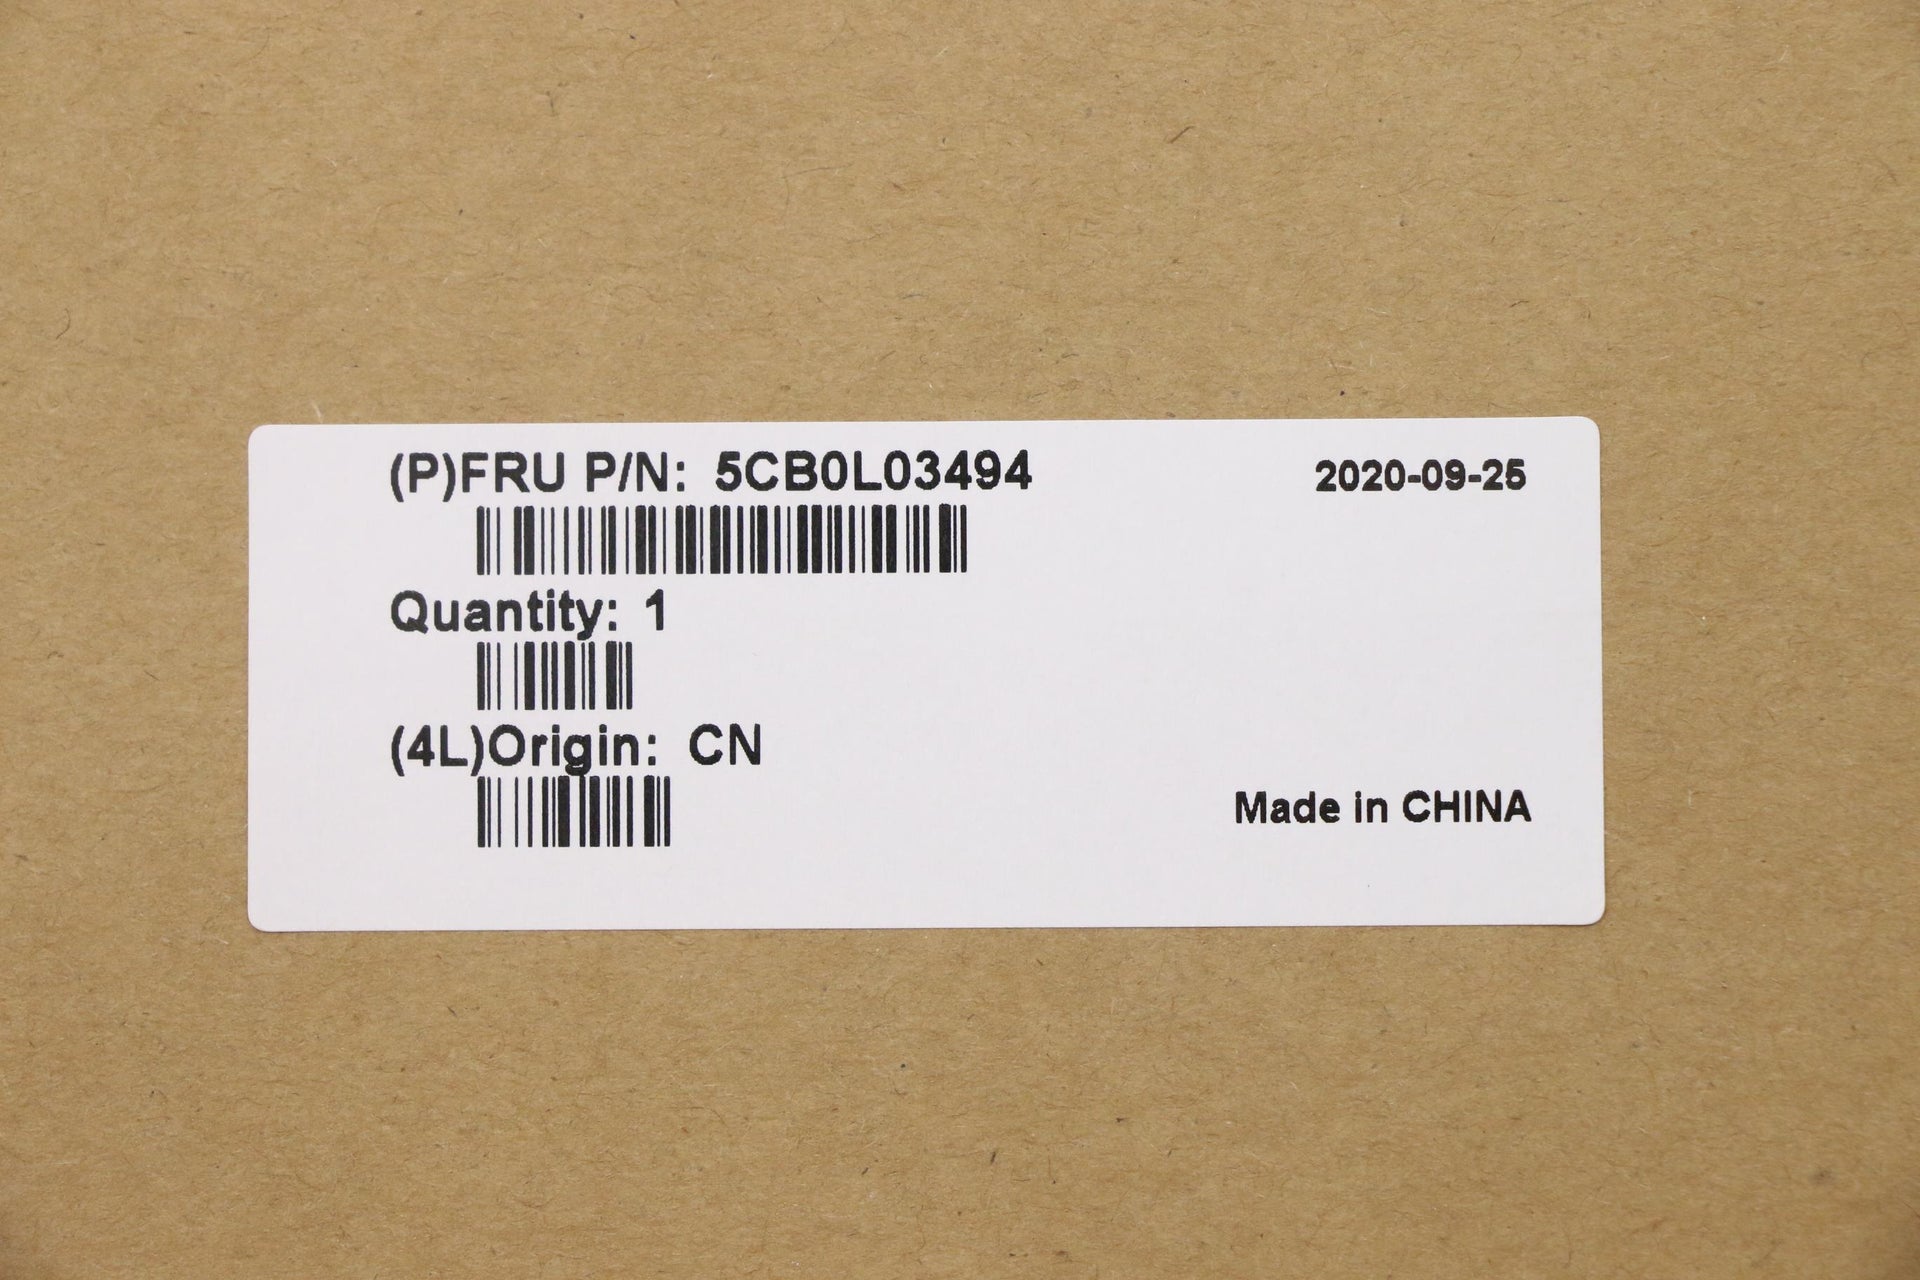 (P)FRU P/N: 5CB0L03494
2020-09-25
Quantity: 1
(4L)Origin: CN
Made in CHINA